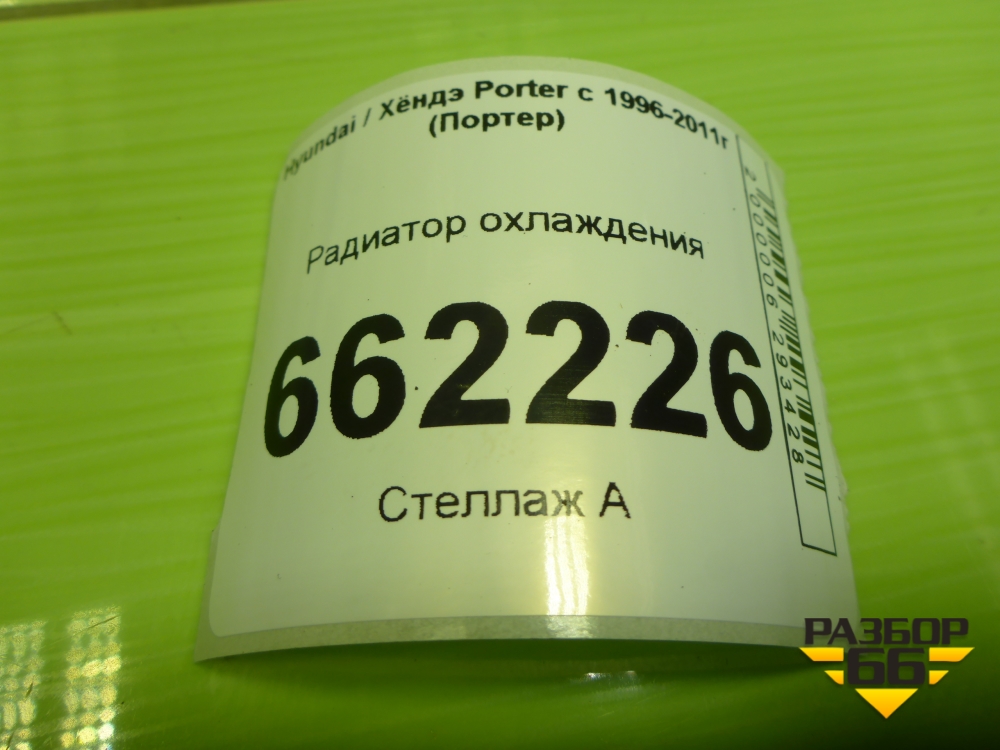 Hyundai / Хёндэ Porter с 1996-2011г
(Портер)
Радиатор охлаждения
662226
Стеллаж А
2000006293428
РАЗБОР
66